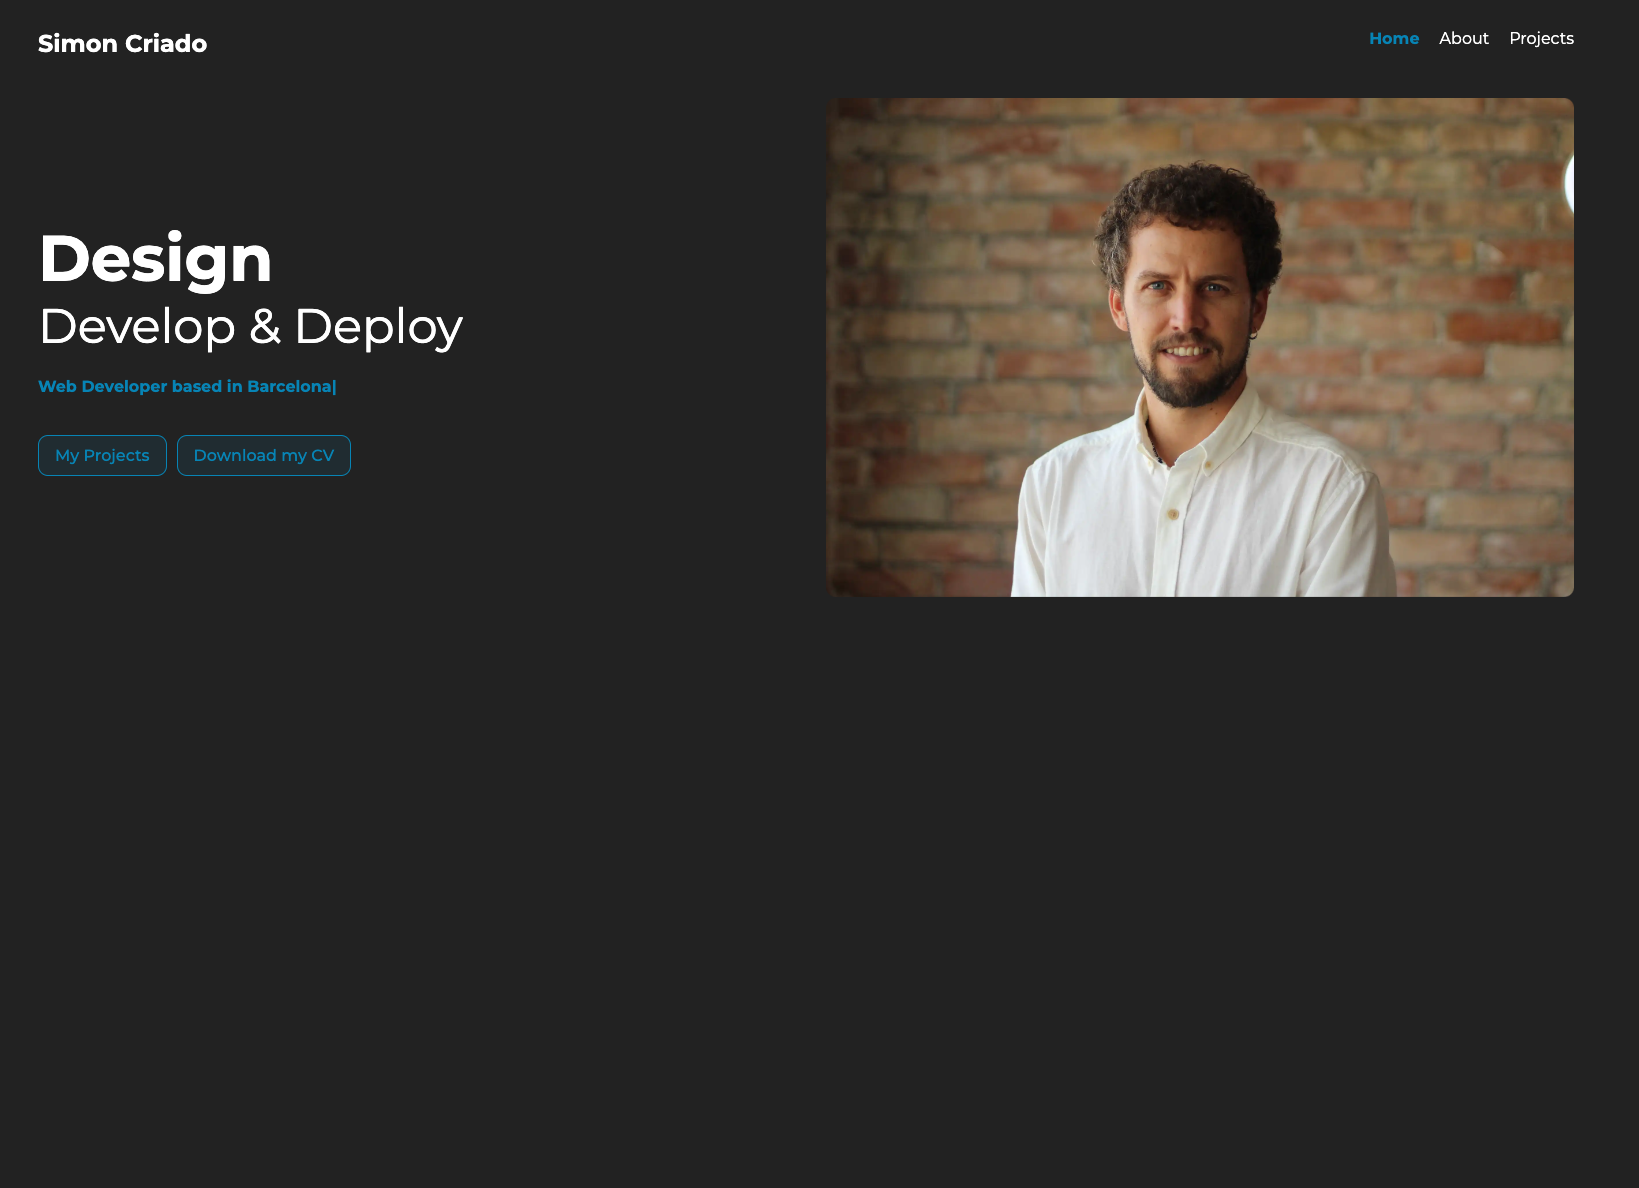 Simon Criado
Home About Projects
Design
Develop & Deploy
Web Developer based in Barcelona|
My Projects Download my CV